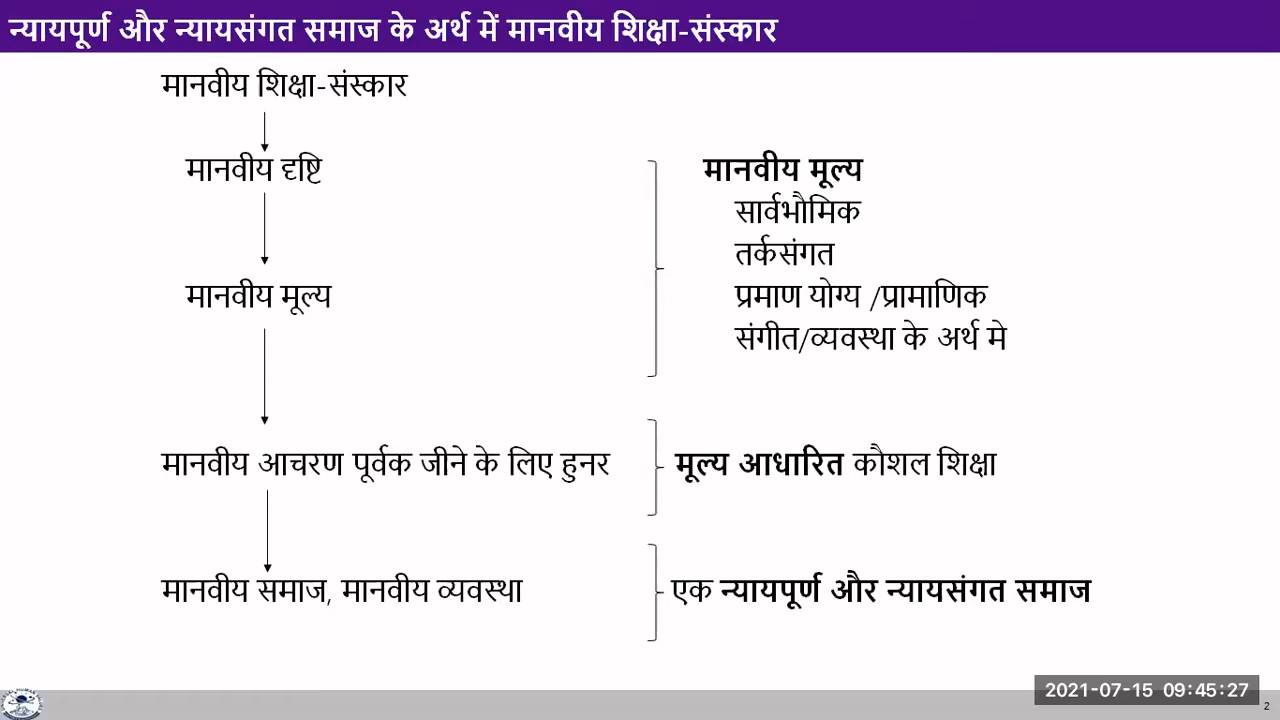 न्यायपूर्ण और न्यायसंगत समाज के अर्थ में मानवीय शिक्षा-संस्कार
मानवीय शिक्षा-संस्कार
मानवीय दृष्टि
मानवीय मूल्य
सार्वभौमिक
तर्कसंगत
मानवीय मूल्य
प्रमाण योग्य /प्रामाणिक
संगीत/व्यवस्था के अर्थ मे
मानवीय आचरण पूर्वक जीने के लिए हुनर
मूल्य आधारित कौशल शिक्षा
मानवीय समाज, मानवीय व्यवस्था
एक न्यायपूर्ण और न्यायसंगत समाज
2021-07-15 09:45:27
2